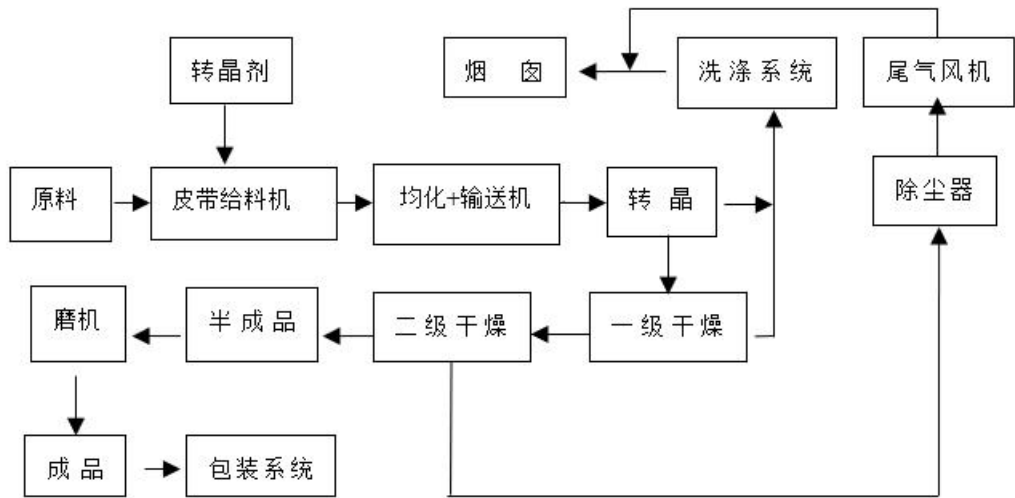 转晶剂
烟 囱
洗涤系统
尾气风机
原料
皮带给料机
均化+输送机
转 晶
除尘器
磨机
半成品
二级干燥
一级干燥
成品
包装系统